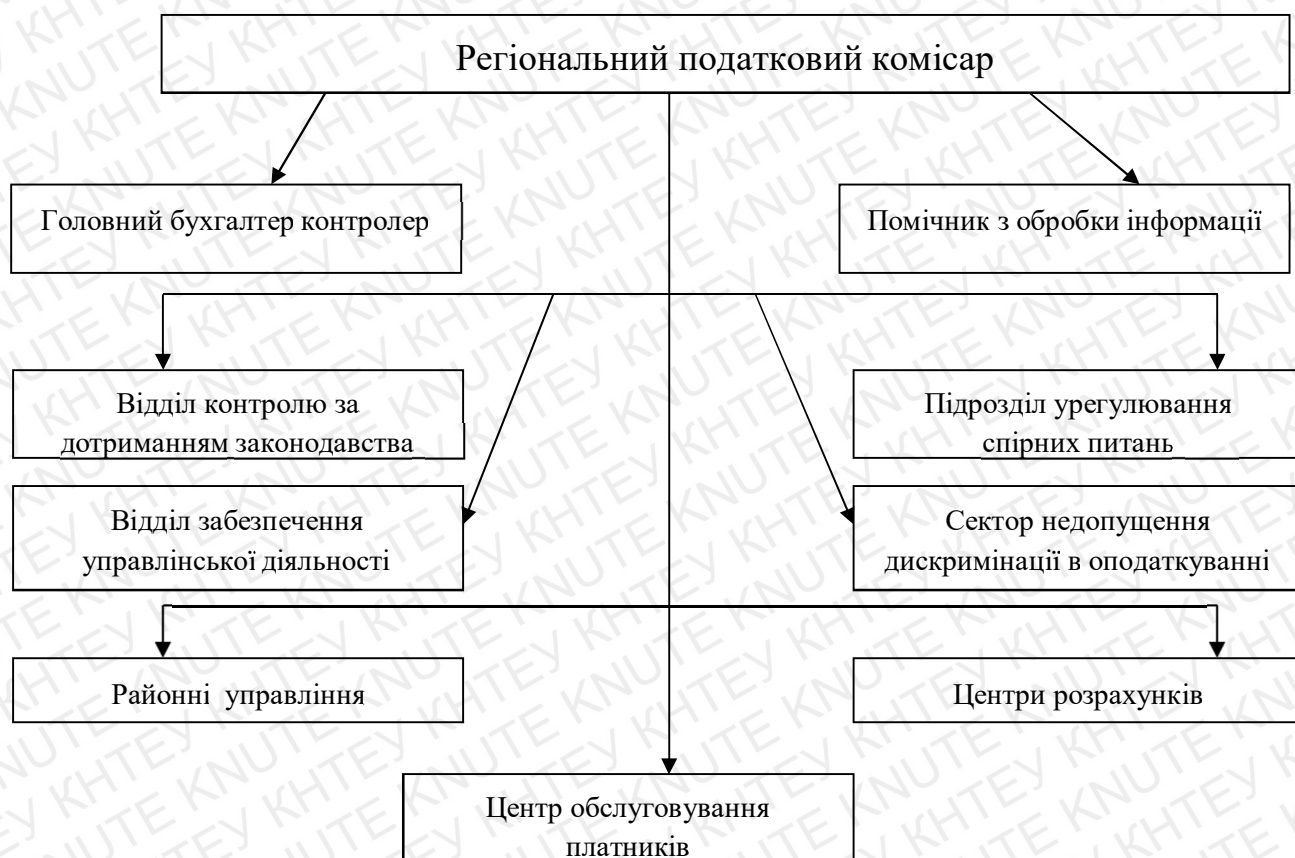 Регіональний податковий комісар
Головний бухгалтер контролер
Помічник з обробки інформації
Відділ контролю за
дотриманням законодавства
Підрозділ урегулювання
спірних питань
Відділ забезпечення
управлінської діяльності
Сектор недопущення
дискримінації в оподаткуванні
Районні управління
Центри розрахунків
Центр обслуговування
платників